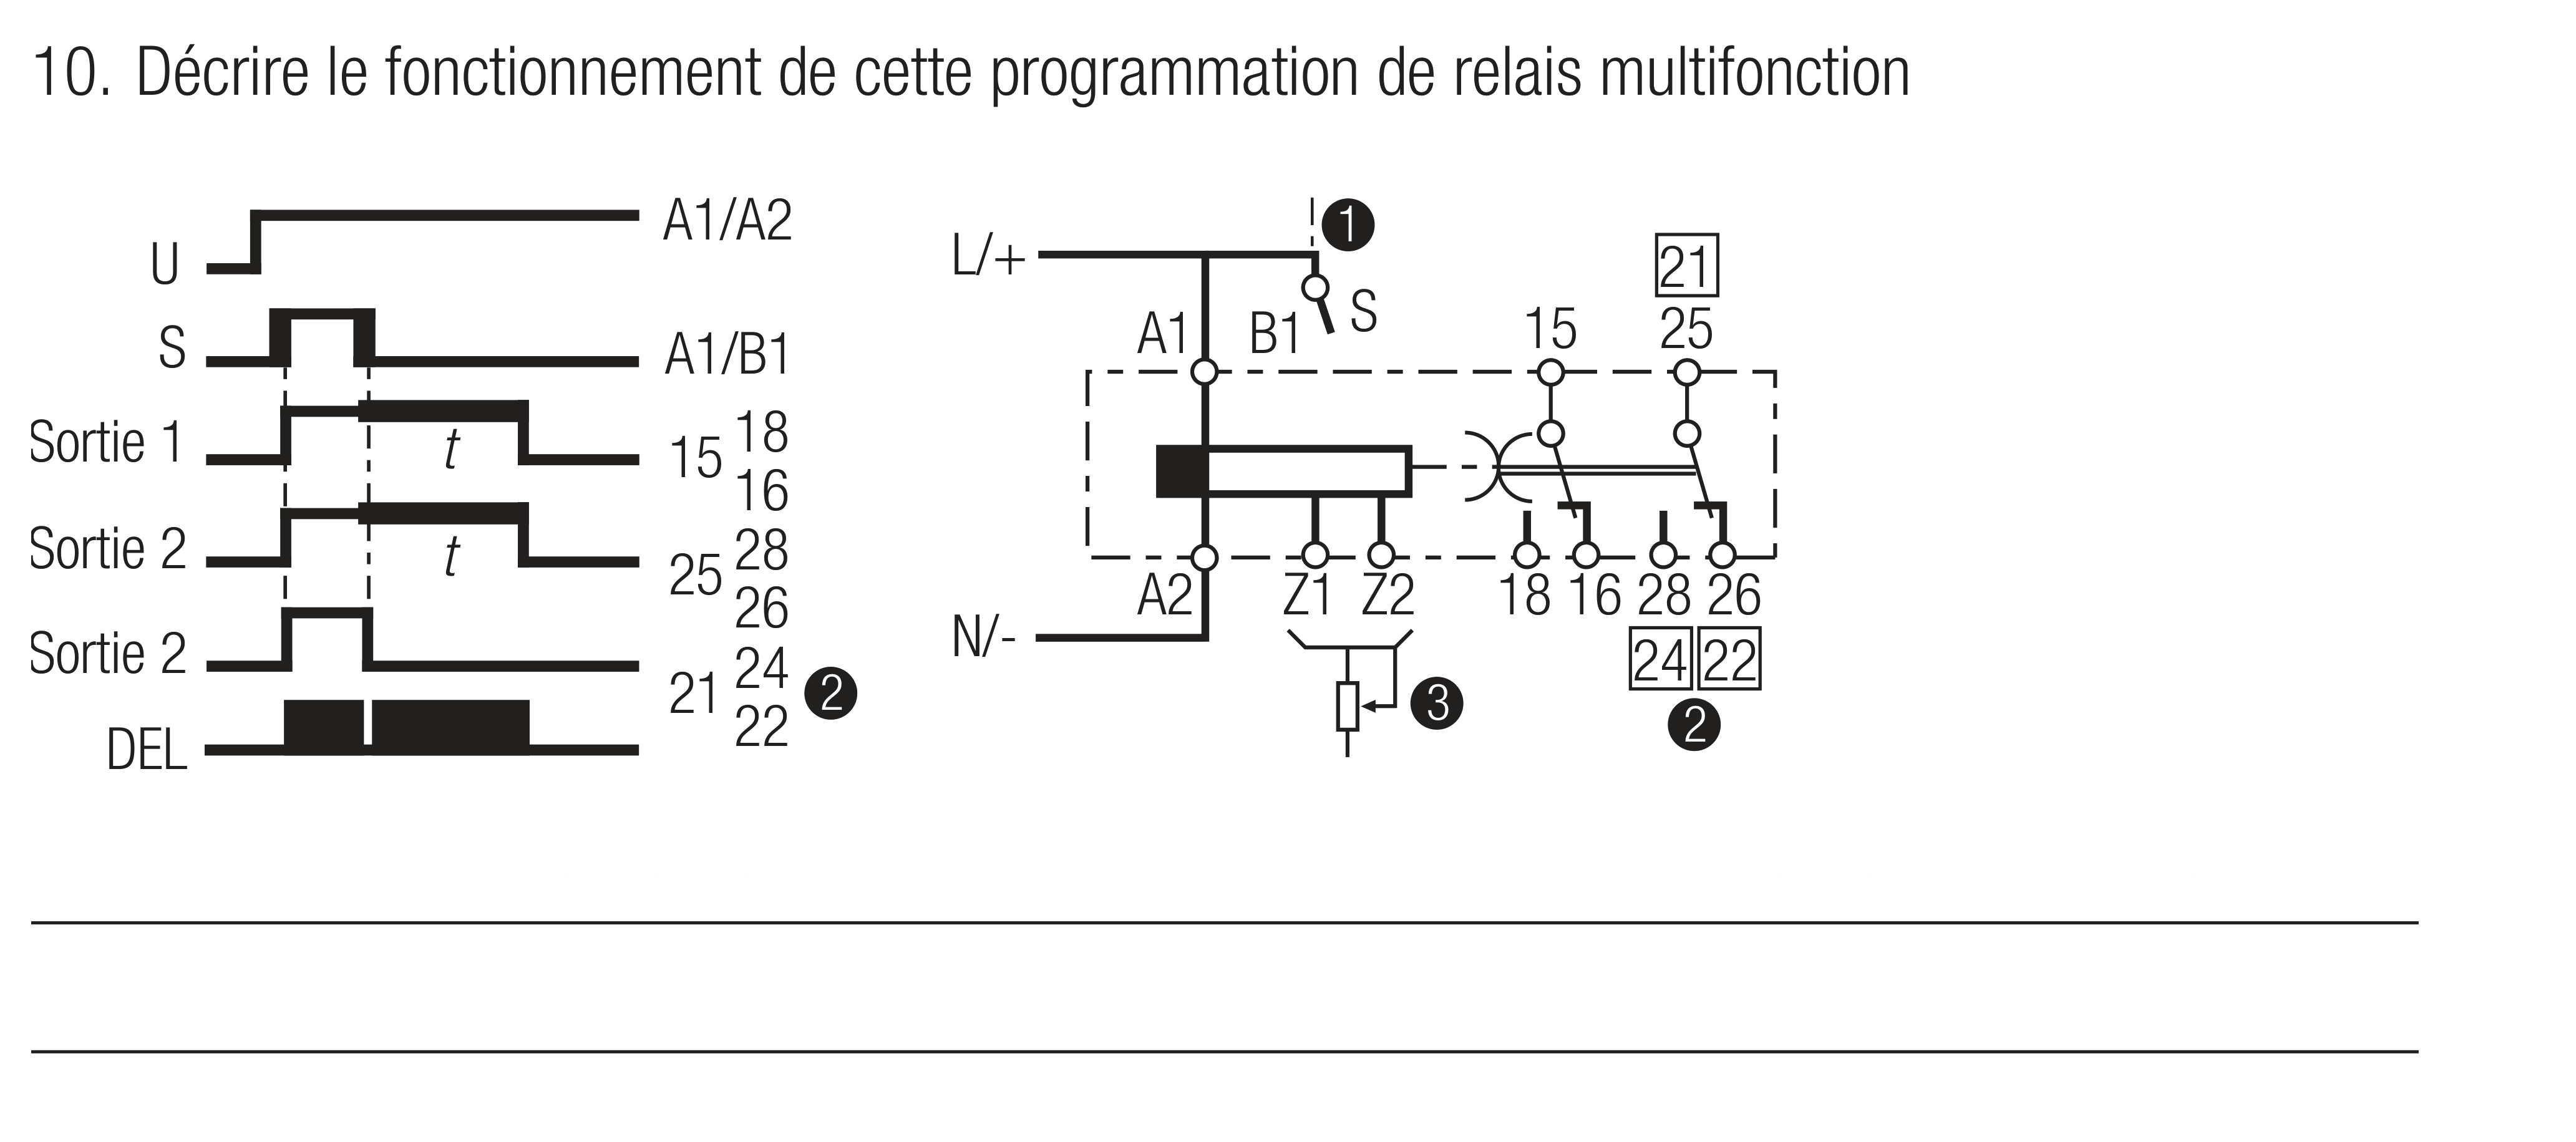 10. Décrire le fonctionnement de cette programmation de relais multifonction
U A1/A2
S A1/B1
Sortie 1 t 15 18
16
Sortie 2 t 25 28
26
Sortie 2 21 24
22 2
DEL
L/+ 1
S
21
A1 B1 15 25
A2 Z1 Z2 18 16 28 26
N/- 24 22
3 2